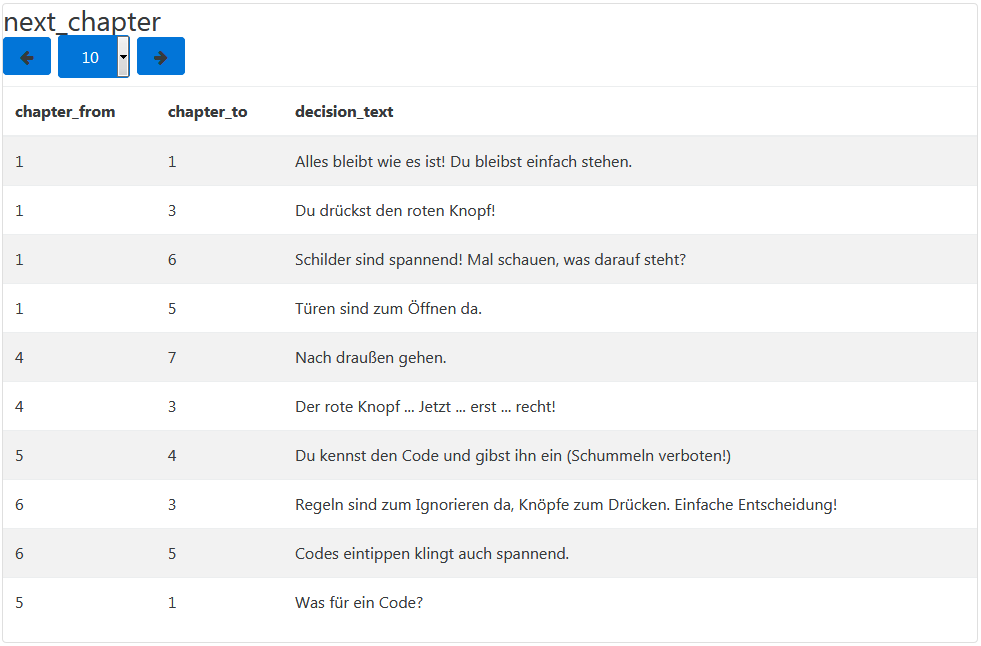 next_chapter
10
chapter_from chapter_to decision_text
1 1 Alles bleibt wie es ist! Du bleibst einfach stehen.
1 3 Du drückst den roten Knopf!
1 6 Schilder sind spannend! Mal schauen, was darauf steht?
1 5 Türen sind zum Öffnen da.
4 7 Nach draußen gehen.
4 3 Der rote Knopf ... Jetzt ... erst ... recht!
5 4 Du kennst den Code und gibst ihn ein (Schummeln verboten!)
6 3 Regeln sind zum Ignorieren da, Knöpfe zum Drücken. Einfache Entscheidung!
6 5 Codes eintippen klingt auch spannend.
5 1 Was für ein Code?